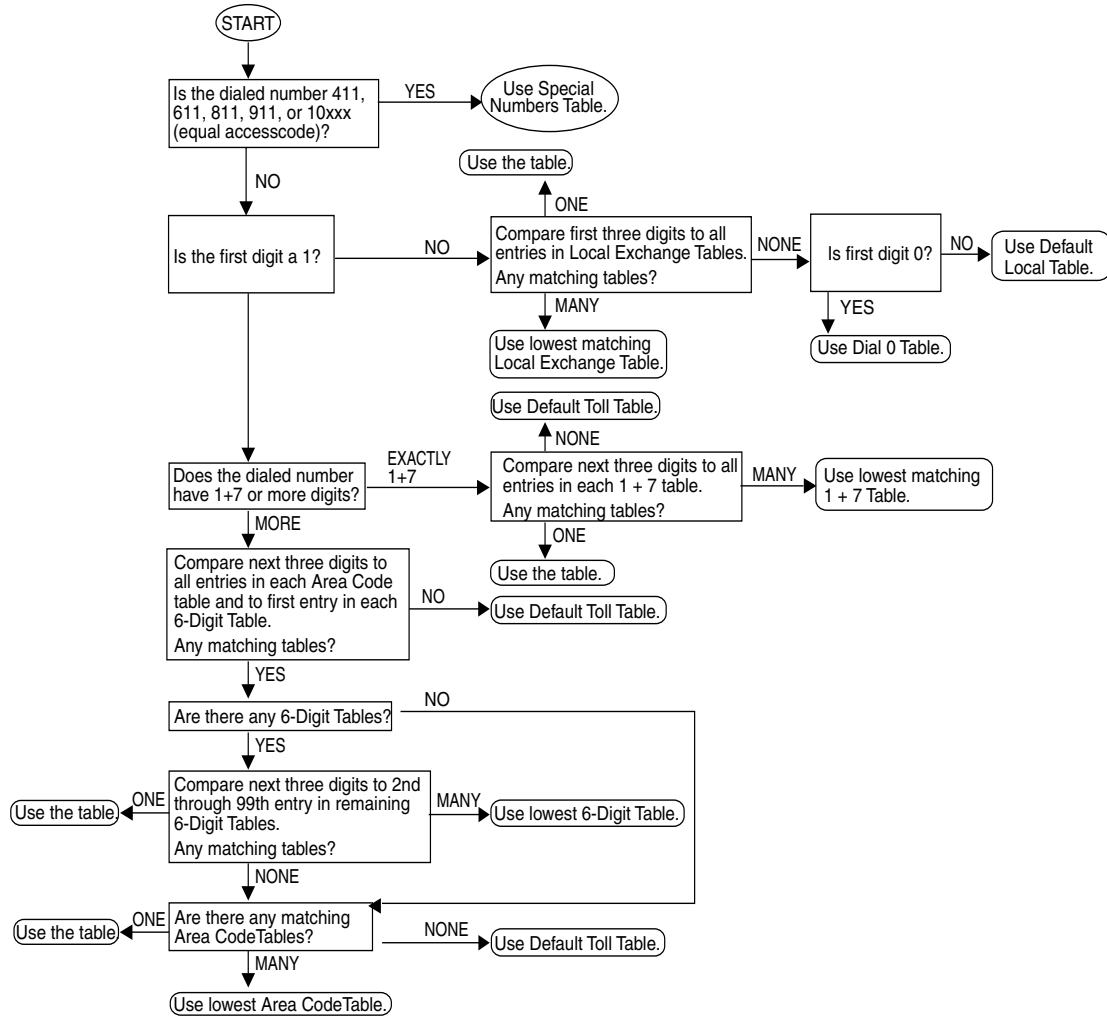 START
Is the dialed number 411,
611, 811, 911, or 10xxx
(equal accesscode)?
YES
Use Special
Numbers Table.
NO
Use the table.
ONE
Is the first digit a 1?
NO
Compare first three digits to all
entries in Local Exchange Tables.
Any matching tables?
NONE
Is first digit 0?
NO
Use Default
Local Table.
MANY
YES
Use lowest matching
Local Exchange Table.
Use Dial 0 Table.
Use Default Toll Table.
NONE
Does the dialed number
have 1+7 or more digits?
EXACTLY
1+7
Compare next three digits to all
entries in each 1 + 7 table.
Any matching tables?
MANY
Use lowest matching
1 + 7 Table.
MORE
ONE
Use the table.
Compare next three digits to
all entries in each Area Code
table and to first entry in each
6-Digit Table.
Any matching tables?
NO
Use Default Toll Table.
YES
Are there any 6-Digit Tables?
NO
YES
Compare next three digits to 2nd
through 99th entry in remaining
6-Digit Tables.
Any matching tables?
ONE
Use the table.
MANY
Use lowest 6-Digit Table.
NONE
Are there any matching
Area CodeTables?
ONE
Use the table
NONE
Use Default Toll Table.
MANY
Use lowest Area CodeTable.